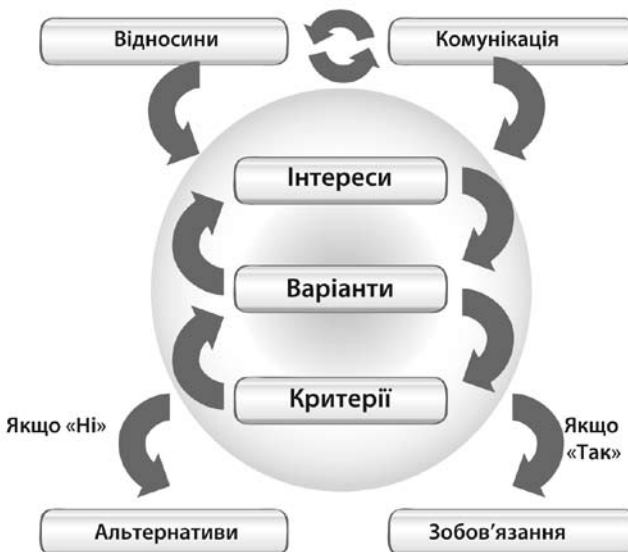 Відносини
Комунікація
Інтереси
Варіанти
Критерії
Якщо «Ні»
Якщо
«Так»
Альтернативи
Зобов'язання